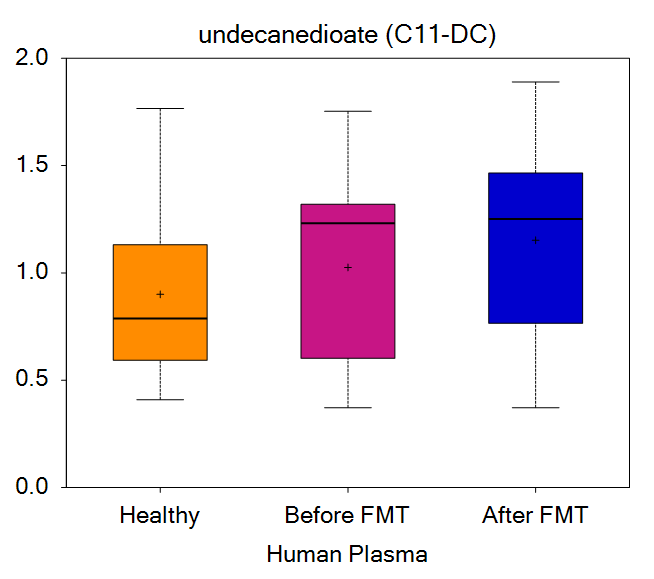 undecanedioate (C11-DC)
2.0
1.5
1.0
0.5
0.0
Healthy Before FMT After FMT
Human Plasma